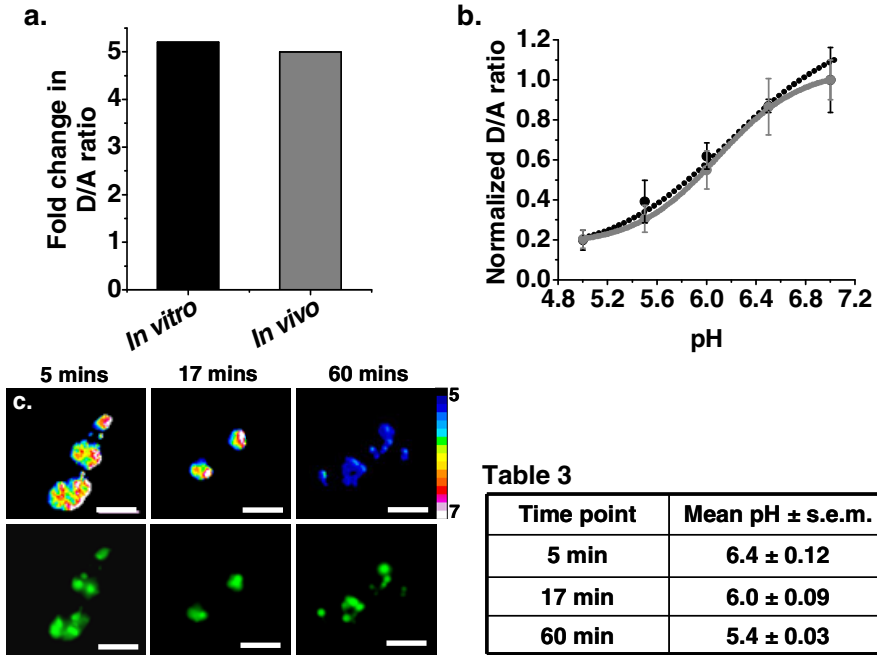 a.
Fold change in
D/A ratio
5
4
3
2
1
0
In vitro
In vivo
b.
Normalized D/A ratio
1.2
1.0
0.8
0.6
0.4
0.2
0.0
4.8 5.2 5.6 6.0 6.4 6.8 7.2
pH
5 mins 17 mins 60 mins
c.
5
7
Table 3
Time point Mean pH ± s.e.m.
5 min 6.4 ± 0.12
17 min 6.0 ± 0.09
60 min 5.4 ± 0.03